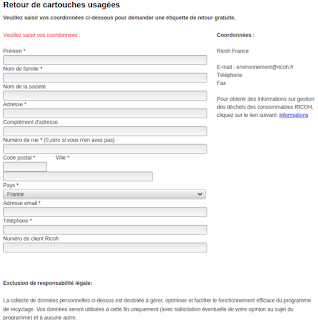 Retour de cartouches usagées
Veuillez saisir vos coordonnées ci-dessous pour demander une étiquette de retour gratuite.
Veuillez saisir vos coordonnées :
Prénom *
Nom de famille *
Nom de la société
Adresse *
Complément d'adresse
Numéro de rue * (0,zéro si vous n'en avez pas)
Code postal * Ville *
Pays *
France
Adresse email *
Téléphone *
Numéro de client Ricoh
Coordonnées :
Ricoh France
E-mail : environnement@ricoh.fr
Téléphone
Fax
Pour obtenir des informations sur gestion
des déchets des consommables RICOH,
cliquez sur le lien suivant: informations
Exclusion de responsabilité légale:
La collecte de données personnelles ci-dessus est destinée à gérer, optimiser et faciliter le fonctionnement efficace du programme
de recyclage. Vos données seront utilisées à cette fin uniquement (avec sollicitation éventuelle de votre opinion au sujet du
programme) et à aucune autre.